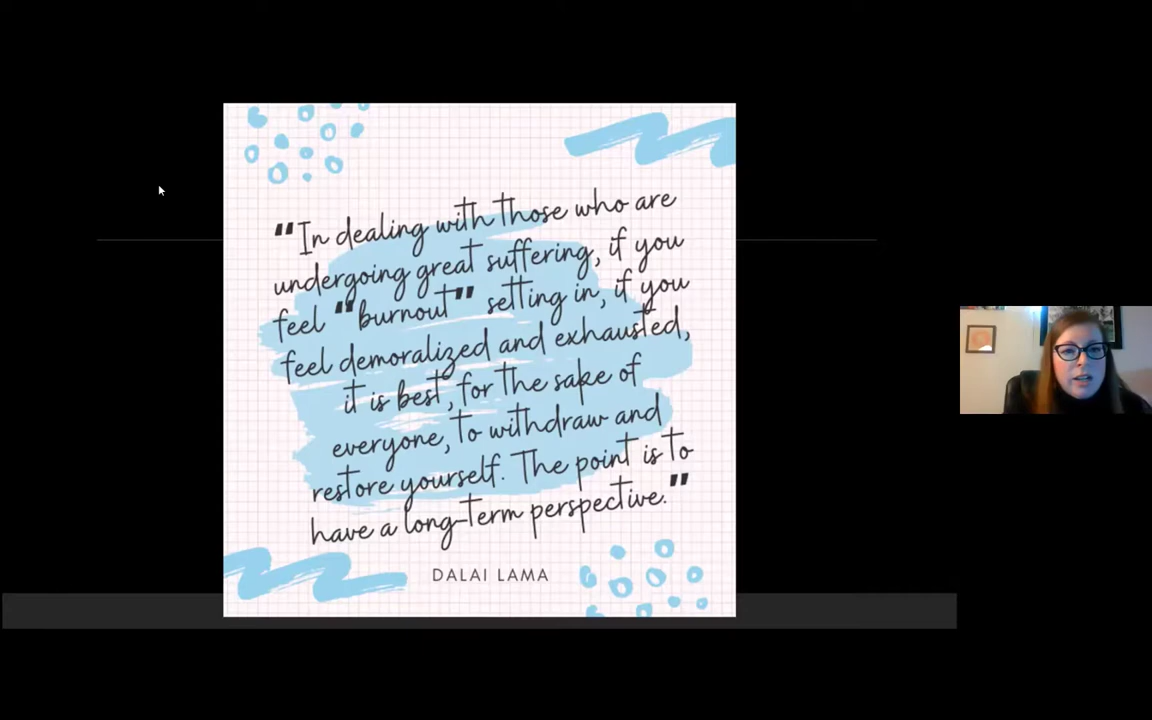 "In dealing with those who are
undergoing great suffering, if you
feel "burnout" setting in, if you
feel demoralized and exhausted,
it is best, for the sake of
everyone, to withdraw and
restore yourself. The point is to
have a long-term perspective."
DALAI LAMA